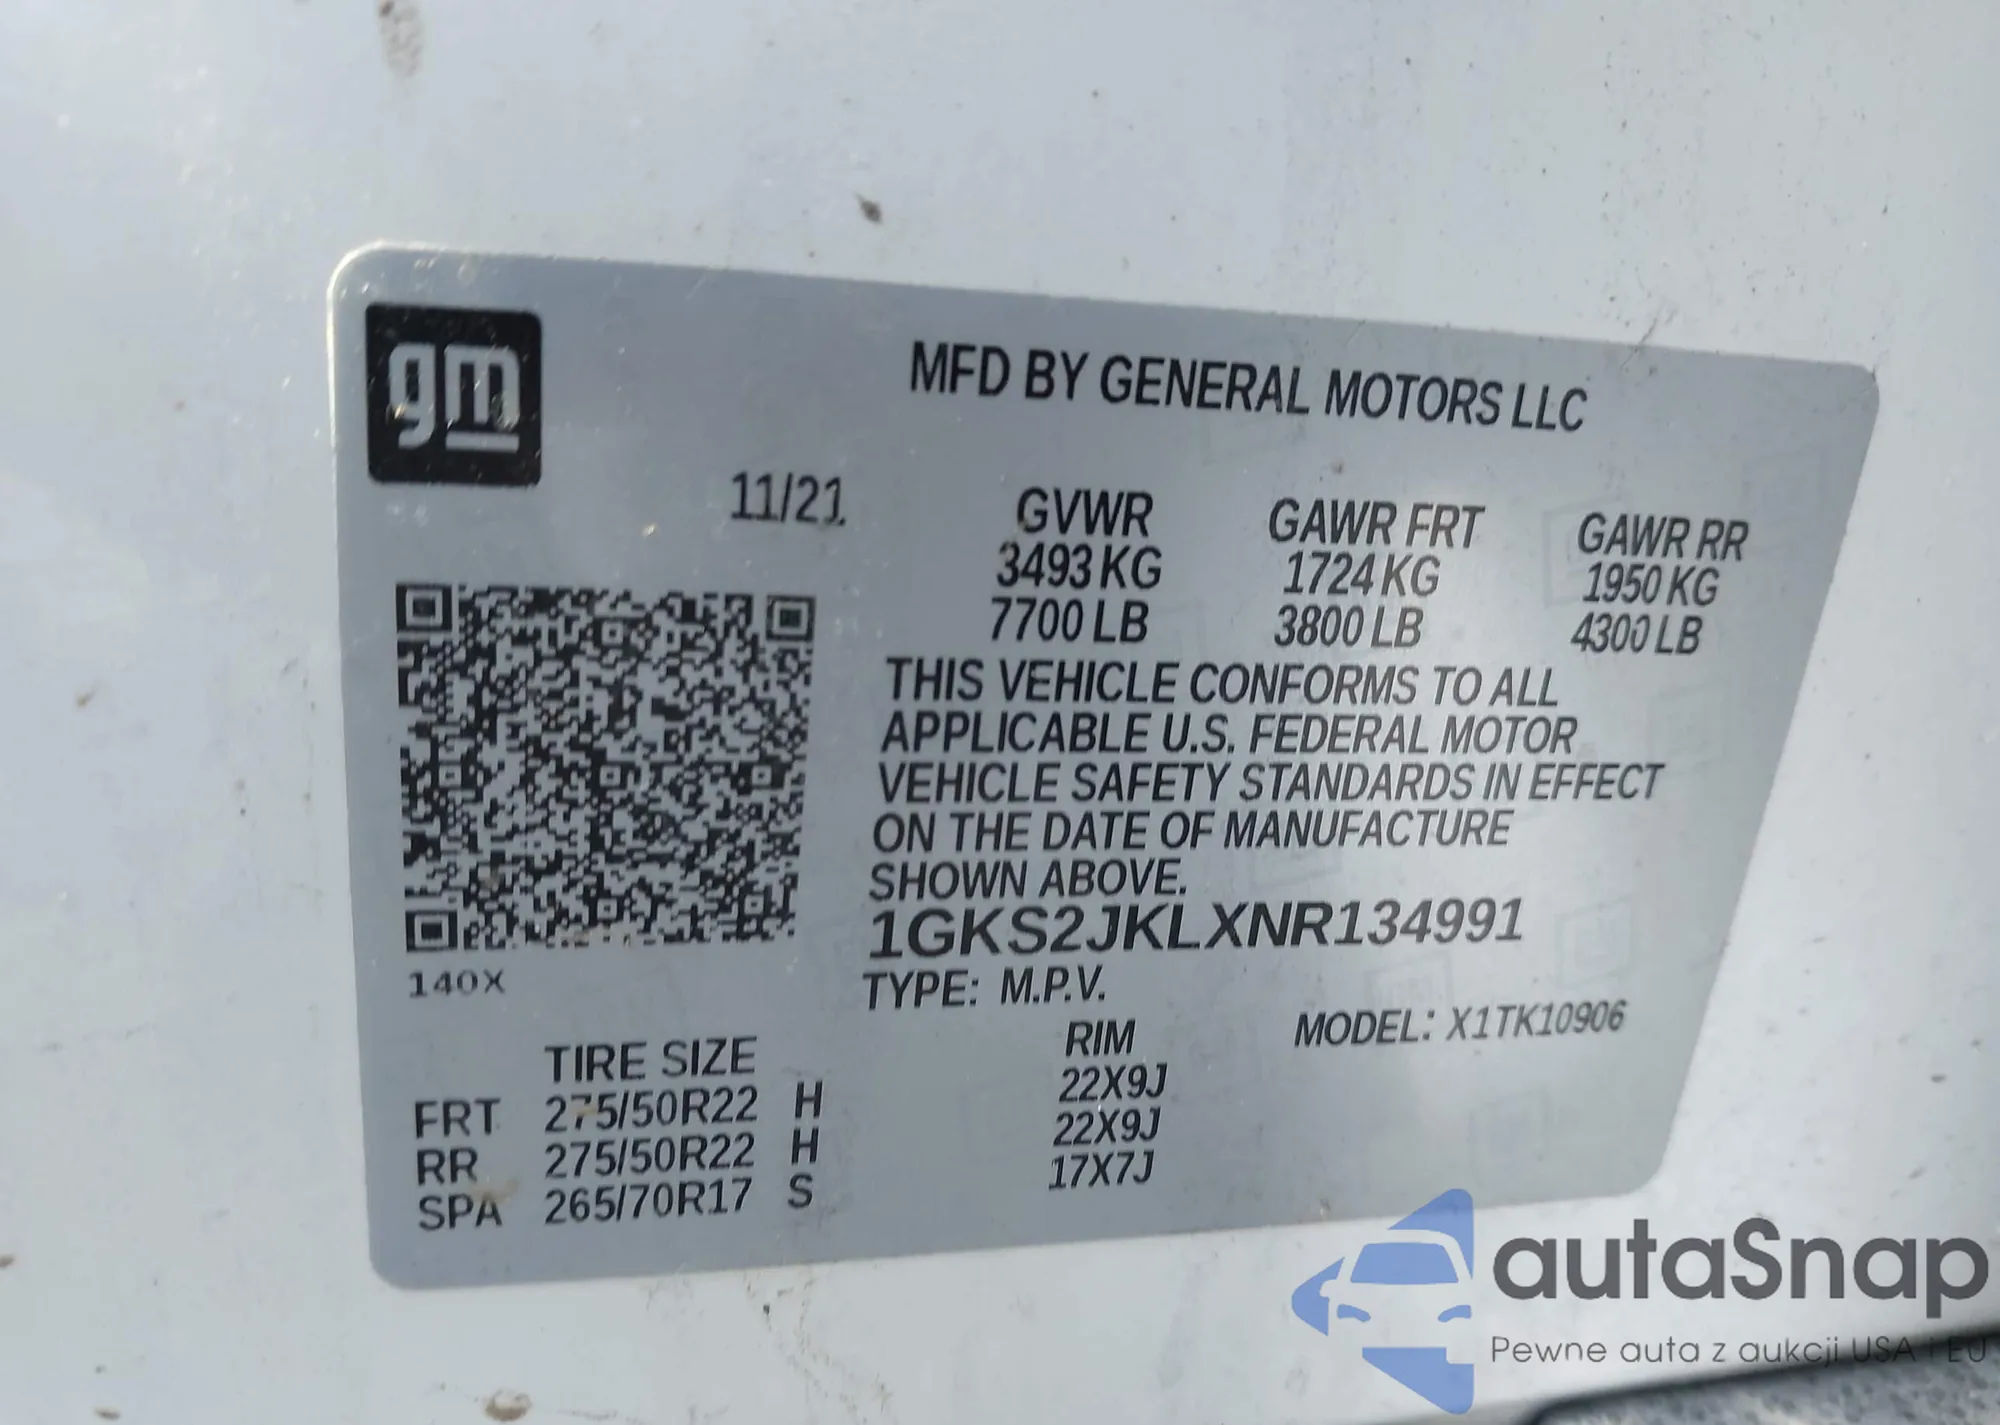 gm
MFD BY GENERAL MOTORS LLC
11/21
GVWR GAWR FRT GAWR RR
3493 KG 1724 KG 1950 KG
7700 LB 3800 LB 4300 LB
THIS VEHICLE CONFORMS TO ALL
APPLICABLE U.S. FEDERAL MOTOR
VEHICLE SAFETY STANDARDS IN EFFECT
ON THE DATE OF MANUFACTURE
SHOWN ABOVE.
1GKS2JKLXNR134991
140X
TYPE: M.P.V.
MODEL: X1TK10906
TIRE SIZE RIM
FRT 275/50R22 H 22X9J
RR 275/50R22 H 22X9J
SPA 265/70R17 S 17X7J
autaSnap
Pewne auta z aukcji USA i EU